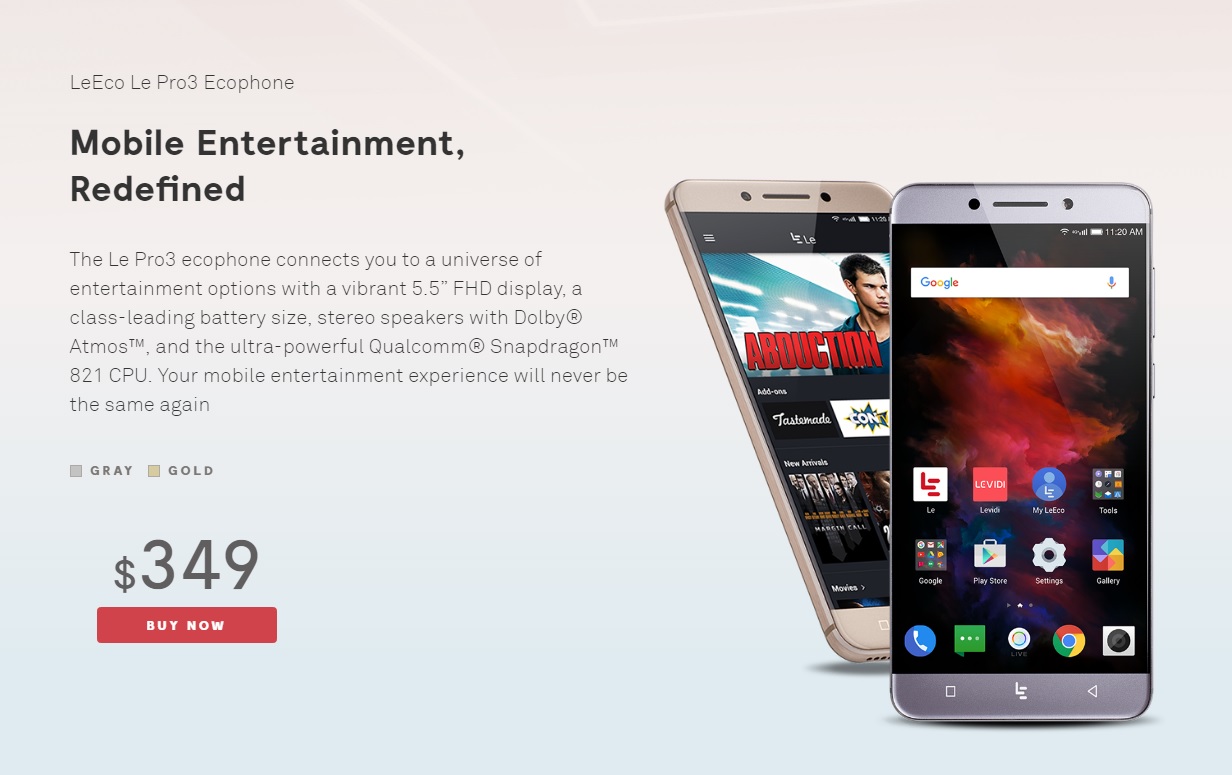 LeEco Le Pro3 Ecophone
Mobile Entertainment,
Redefined
The Le Pro3 ecophone connects you to a universe of
entertainment options with a vibrant 5.5” FHD display, a
class-leading battery size, stereo speakers with Dolby®
Atmos™, and the ultra-powerful Qualcomm® Snapdragon™
821 CPU. Your mobile entertainment experience will never be
the same again
GRAY GOLD
$349
BUY NOW
11:20
Le
ABDUCTION
Add-ons
Tastemade
CON
New Arrivals
MARGIN CALL
Movies >
11:20 AM
Google
LEVIDI
Le Levidi My LeEco Tools
Google Play Store Settings Gallery
LIVE